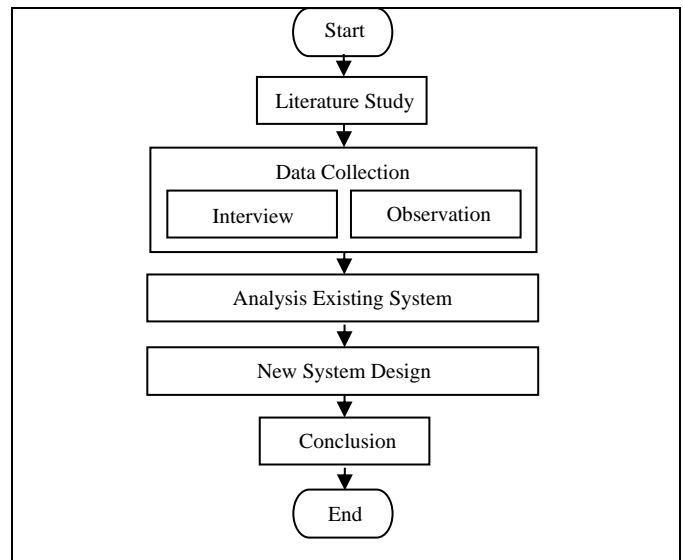 Start
Literature Study
Data Collection
Interview
Observation
Analysis Existing System
New System Design
Conclusion
End